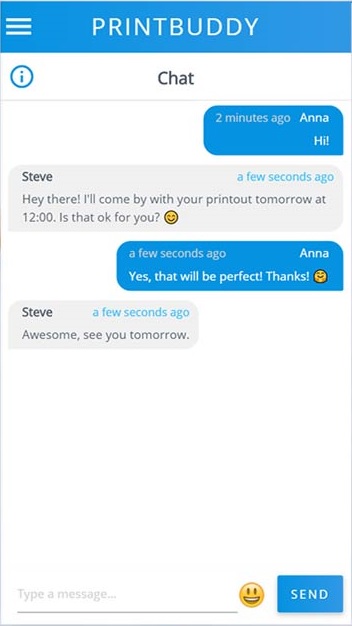 PRINTBUDDY
Chat
2 minutes ago Anna
Hi!
Steve a few seconds ago
Hey there! I'll come by with your printout tomorrow at
12:00. Is that ok for you? 😊
a few seconds ago Anna
Yes, that will be perfect! Thanks! 🤗
Steve a few seconds ago
Awesome, see you tomorrow.
Type a message...
SEND